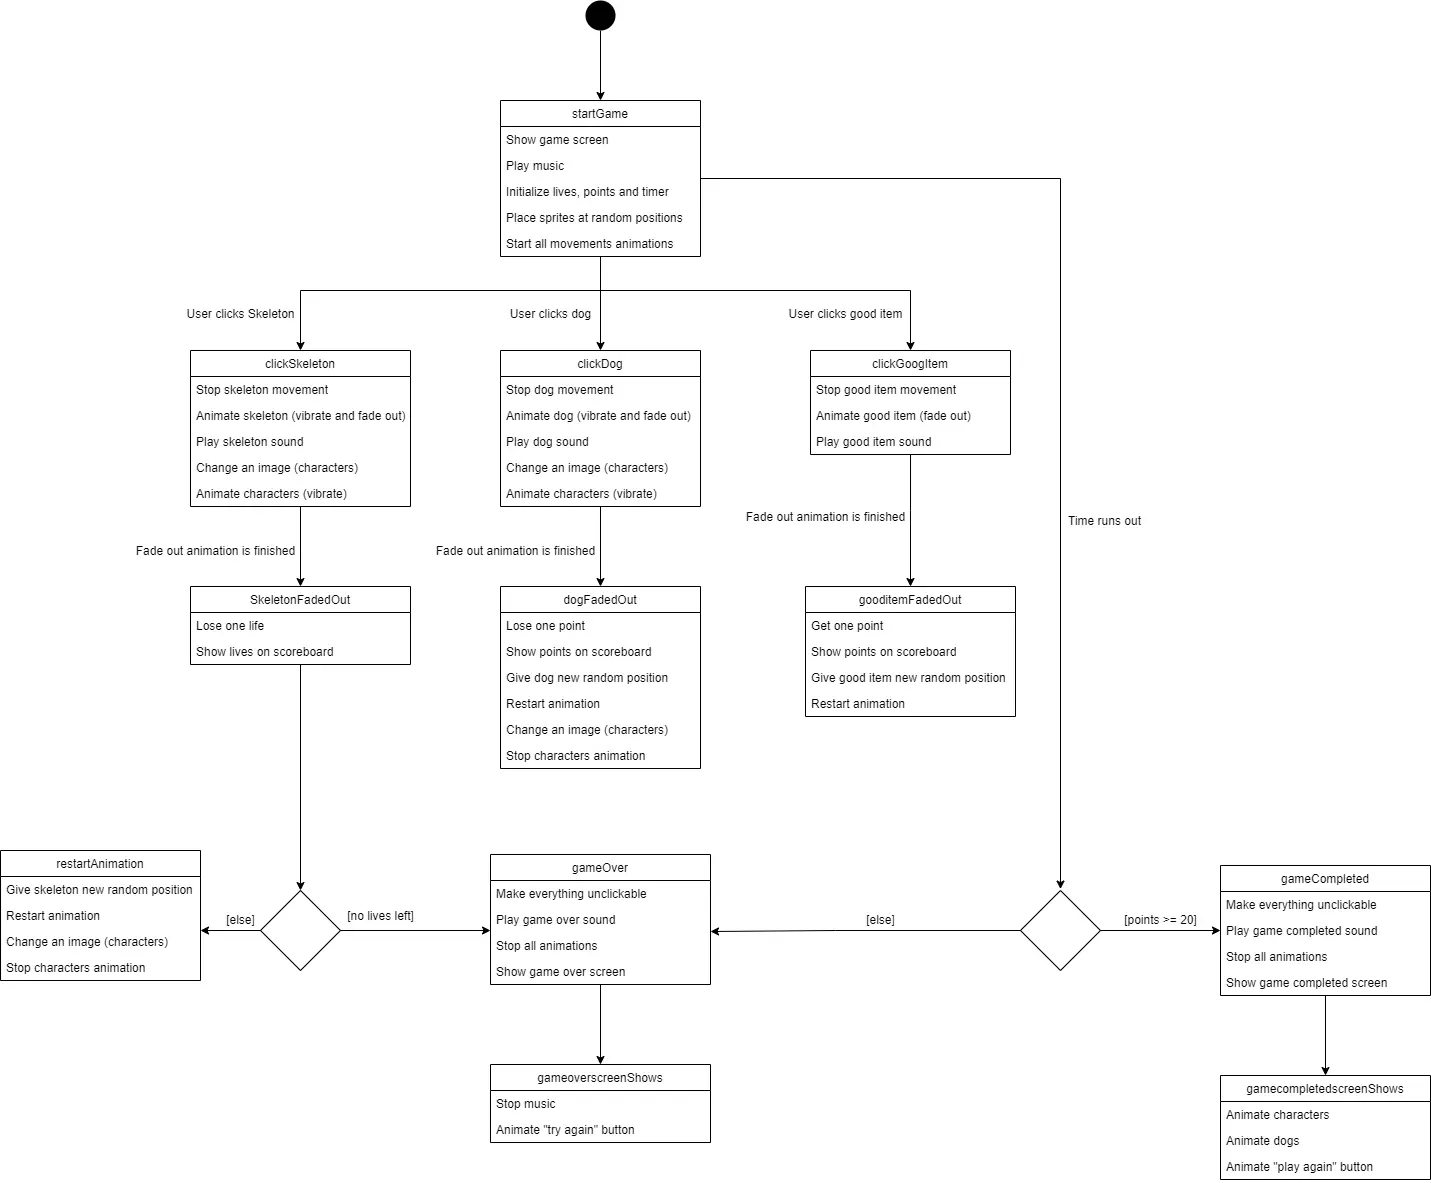 startGame
Show game screen
Play music
Initialize lives, points and timer
Place sprites at random positions
Start all movements animations
User clicks Skeleton
User clicks dog
User clicks good item
clickSkeleton
Stop skeleton movement
Animate skeleton (vibrate and fade out)
Play skeleton sound
Change an image (characters)
Animate characters (vibrate)
clickDog
Stop dog movement
Animate dog (vibrate and fade out)
Play dog sound
Change an image (characters)
Animate characters (vibrate)
clickGoogItem
Stop good item movement
Animate good item (fade out)
Play good item sound
Fade out animation is finished
Fade out animation is finished
Fade out animation is finished
Time runs out
SkeletonFadedOut
Lose one life
Show lives on scoreboard
dogFadedOut
Lose one point
Show points on scoreboard
Give dog new random position
Restart animation
Change an image (characters)
Stop characters animation
gooditemFadedOut
Get one point
Show points on scoreboard
Give good item new random position
Restart animation
restartAnimation
Give skeleton new random position
Restart animation
Change an image (characters)
Stop characters animation
[else]
[no lives left]
gameOver
Make everything unclickable
Play game over sound
Stop all animations
Show game over screen
[else]
[points >= 20]
gameCompleted
Make everything unclickable
Play game completed sound
Stop all animations
Show game completed screen
gameoverscreenShows
Stop music
Animate "try again" button
gamecompletedscreenShows
Animate characters
Animate dogs
Animate "play again" button